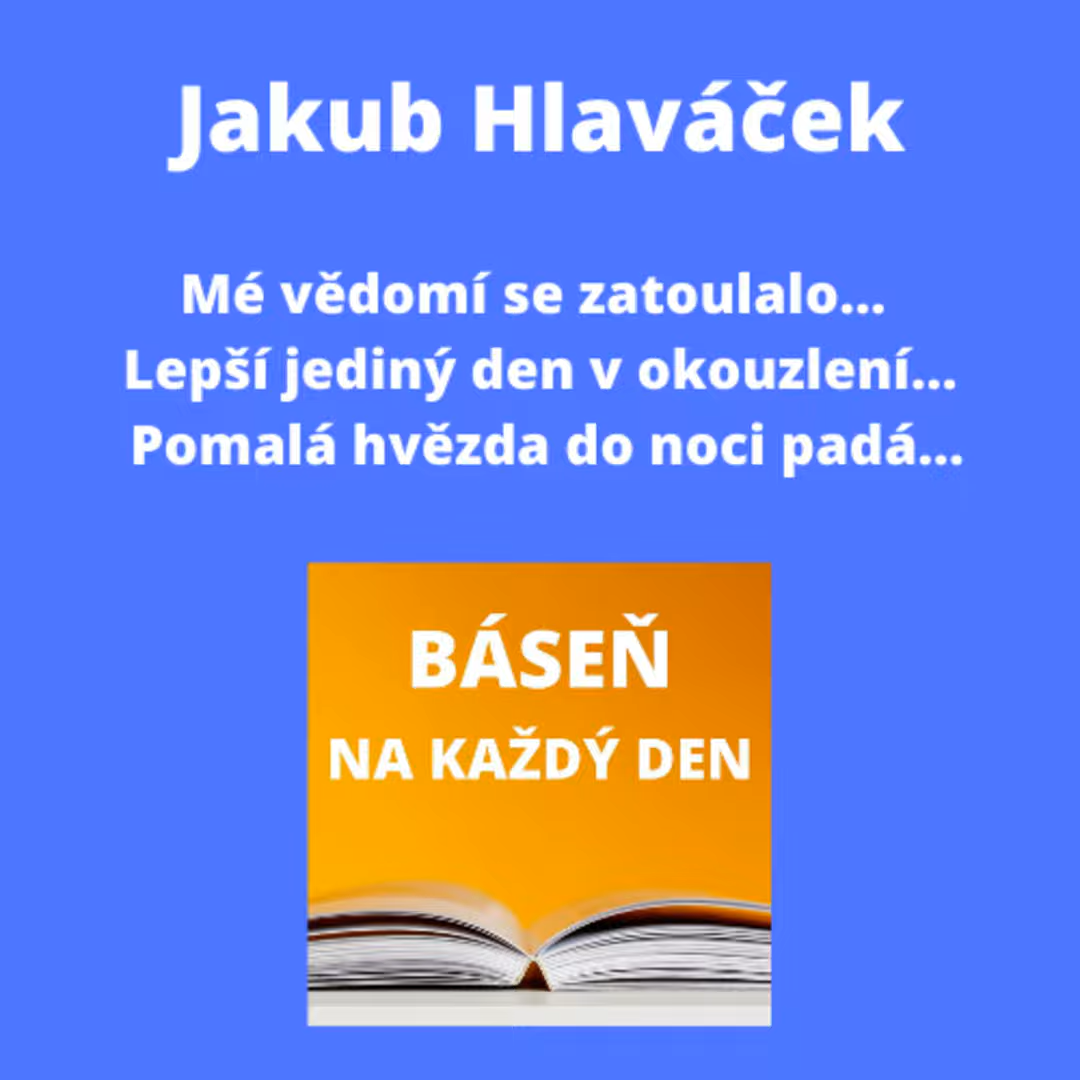 Jakub Hlaváček
Mé vědomí se zatoulalo...
Lepší jediný den v okouzlení...
Pomalá hvězda do noci padá...
BÁSEŇ
NA KAŽDÝ DEN